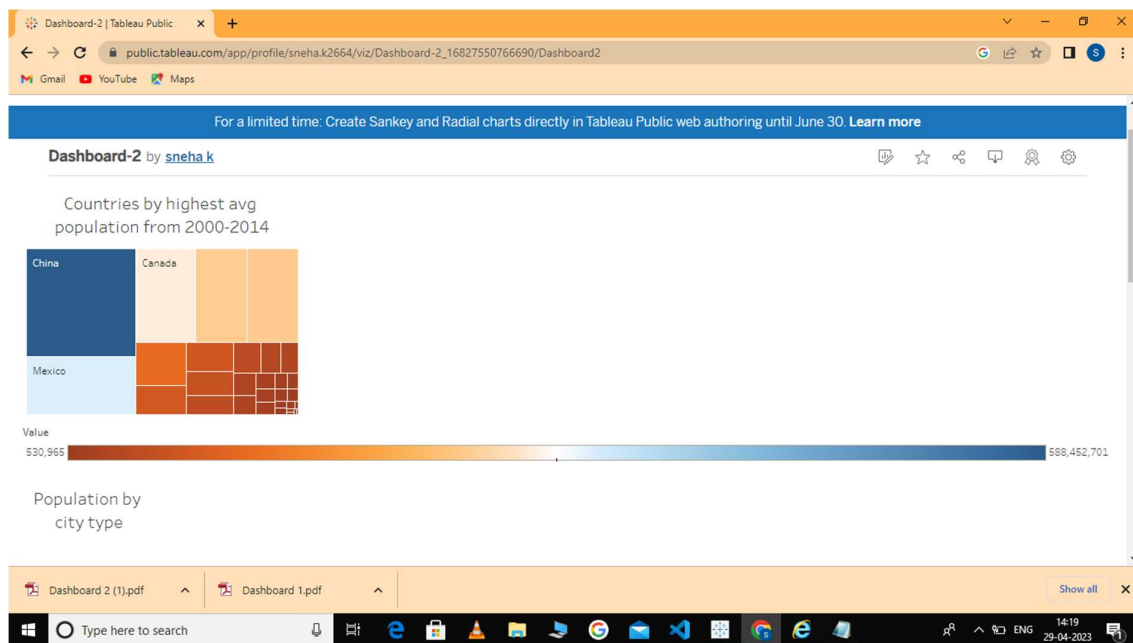 Dashboard-2 | Tableau Public
public.tableau.com/app/profile/sneha.k2664/viz/Dashboard-2_16827550766690/Dashboard2
S
Gmail YouTube Maps
For a limited time: Create Sankey and Radial charts directly in Tableau Public web authoring until June 30. Learn more
Dashboard-2 by sneha k
Countries by highest avg
population from 2000-2014
China
Canada
Mexico
Value
530,965
588,452,701
Population by
city type
Dashboard 2 (1).pdf
Dashboard 1.pdf
Show all
Type here to search
ENG
14:19
29-04-2023
1